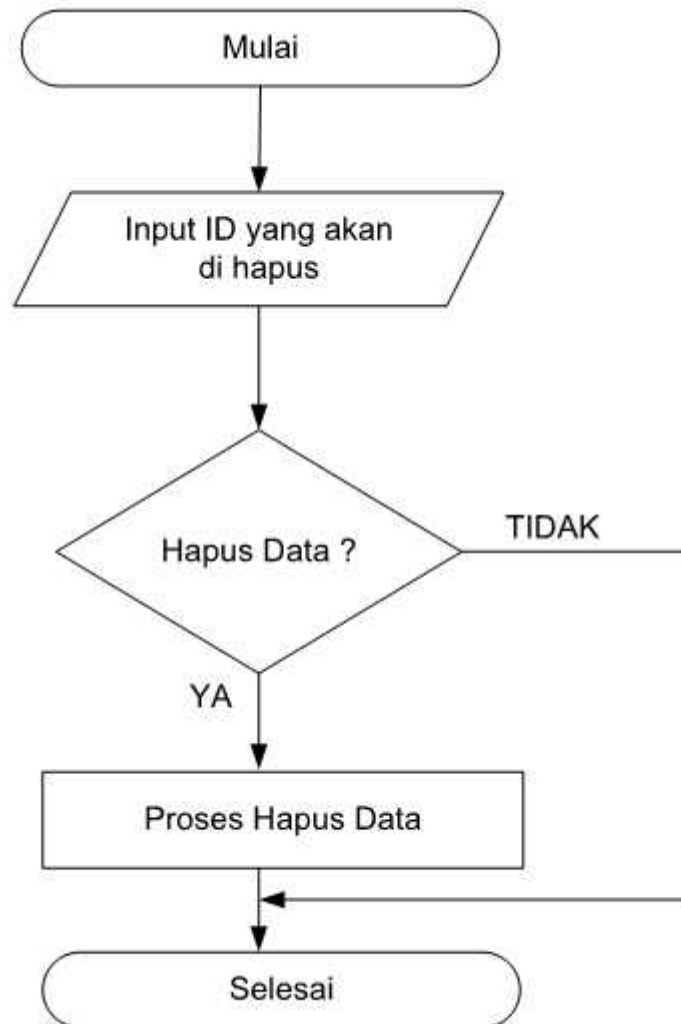 Mulai
Input ID yang akan
di hapus
Hapus Data ?
TIDAK
YA
Proses Hapus Data
Selesai